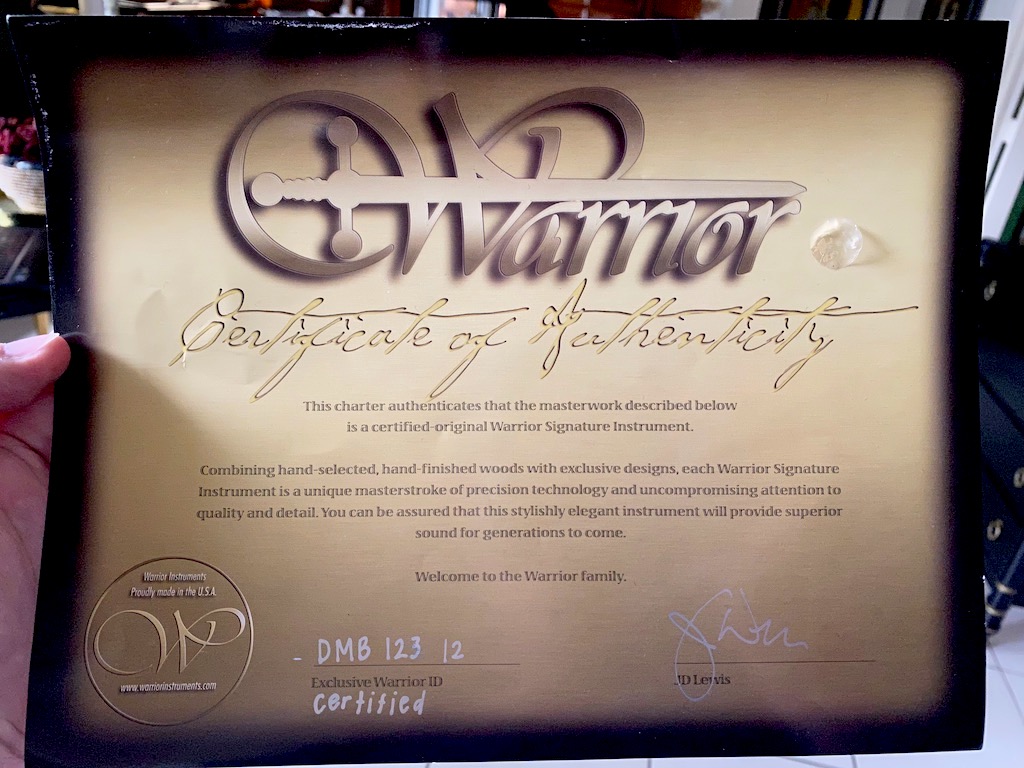 Warrior
Certificate of Authenticity
This charter authenticates that the masterwork described below
is a certified-original Warrior Signature Instrument.
Combining hand-selected, hand-finished woods with exclusive designs, each Warrior Signature
Instrument is a unique masterstroke of precision technology and uncompromising attention to
quality and detail. You can be assured that this stylishly elegant instrument will provide superior
sound for generations to come.
Welcome to the Warrior family.
Warrior Instruments
Proudly made in the U.S.A.
W
www.warriorinstruments.com
- DMB 123 12
Exclusive Warrior ID
certified
JD Lewis